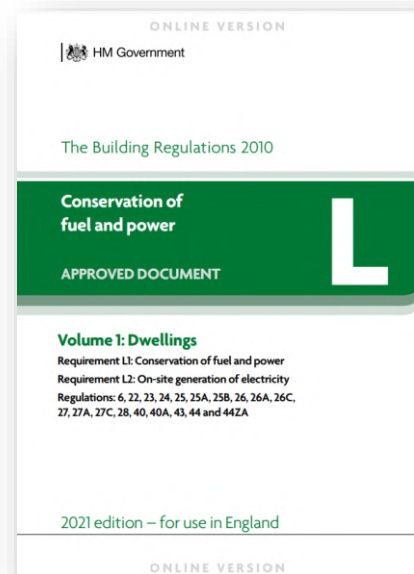 ONLINE VERSION
HM Government
The Building Regulations 2010
Conservation of
fuel and power
L
APPROVED DOCUMENT
Volume 1: Dwellings
Requirement L1: Conservation of fuel and power
Requirement L2: On-site generation of electricity
Regulations: 6, 22, 23, 24, 25, 25A, 25B, 26, 26A, 26C,
27, 27A, 27C, 28, 40, 40A, 43, 44 and 44ZA
2021 edition – for use in England
ONLINE VERSION